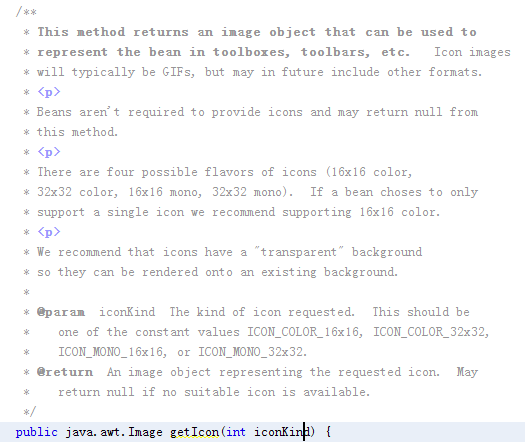 /**
* This method returns an image object that can be used to
* represent the bean in toolboxes, toolbars, etc.   Icon images
* will typically be GIFs, but may in future include other formats.
* <p>
* Beans aren't required to provide icons and may return null from
* this method.
* <p>
* There are four possible flavors of icons (16x16 color,
* 32x32 color, 16x16 mono, 32x32 mono).  If a bean choses to only
* support a single icon we recommend supporting 16x16 color.
* <p>
* We recommend that icons have a "transparent" background
* so they can be rendered onto an existing background.
*
* @param  iconKind  The kind of icon requested.  This should be
*    one of the constant values ICON_COLOR_16x16, ICON_COLOR_32x32,
*    ICON_MONO_16x16, or ICON_MONO_32x32.
* @return  An image object representing the requested icon.  May
*    return null if no suitable icon is available.
*/
public java.awt.Image getIcon(int iconKind) {